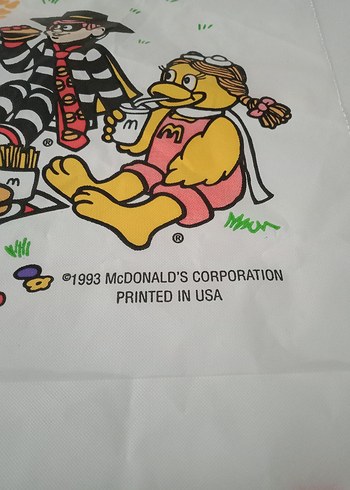 ®
®
©1993 McDONALD'S CORPORATION
PRINTED IN USA